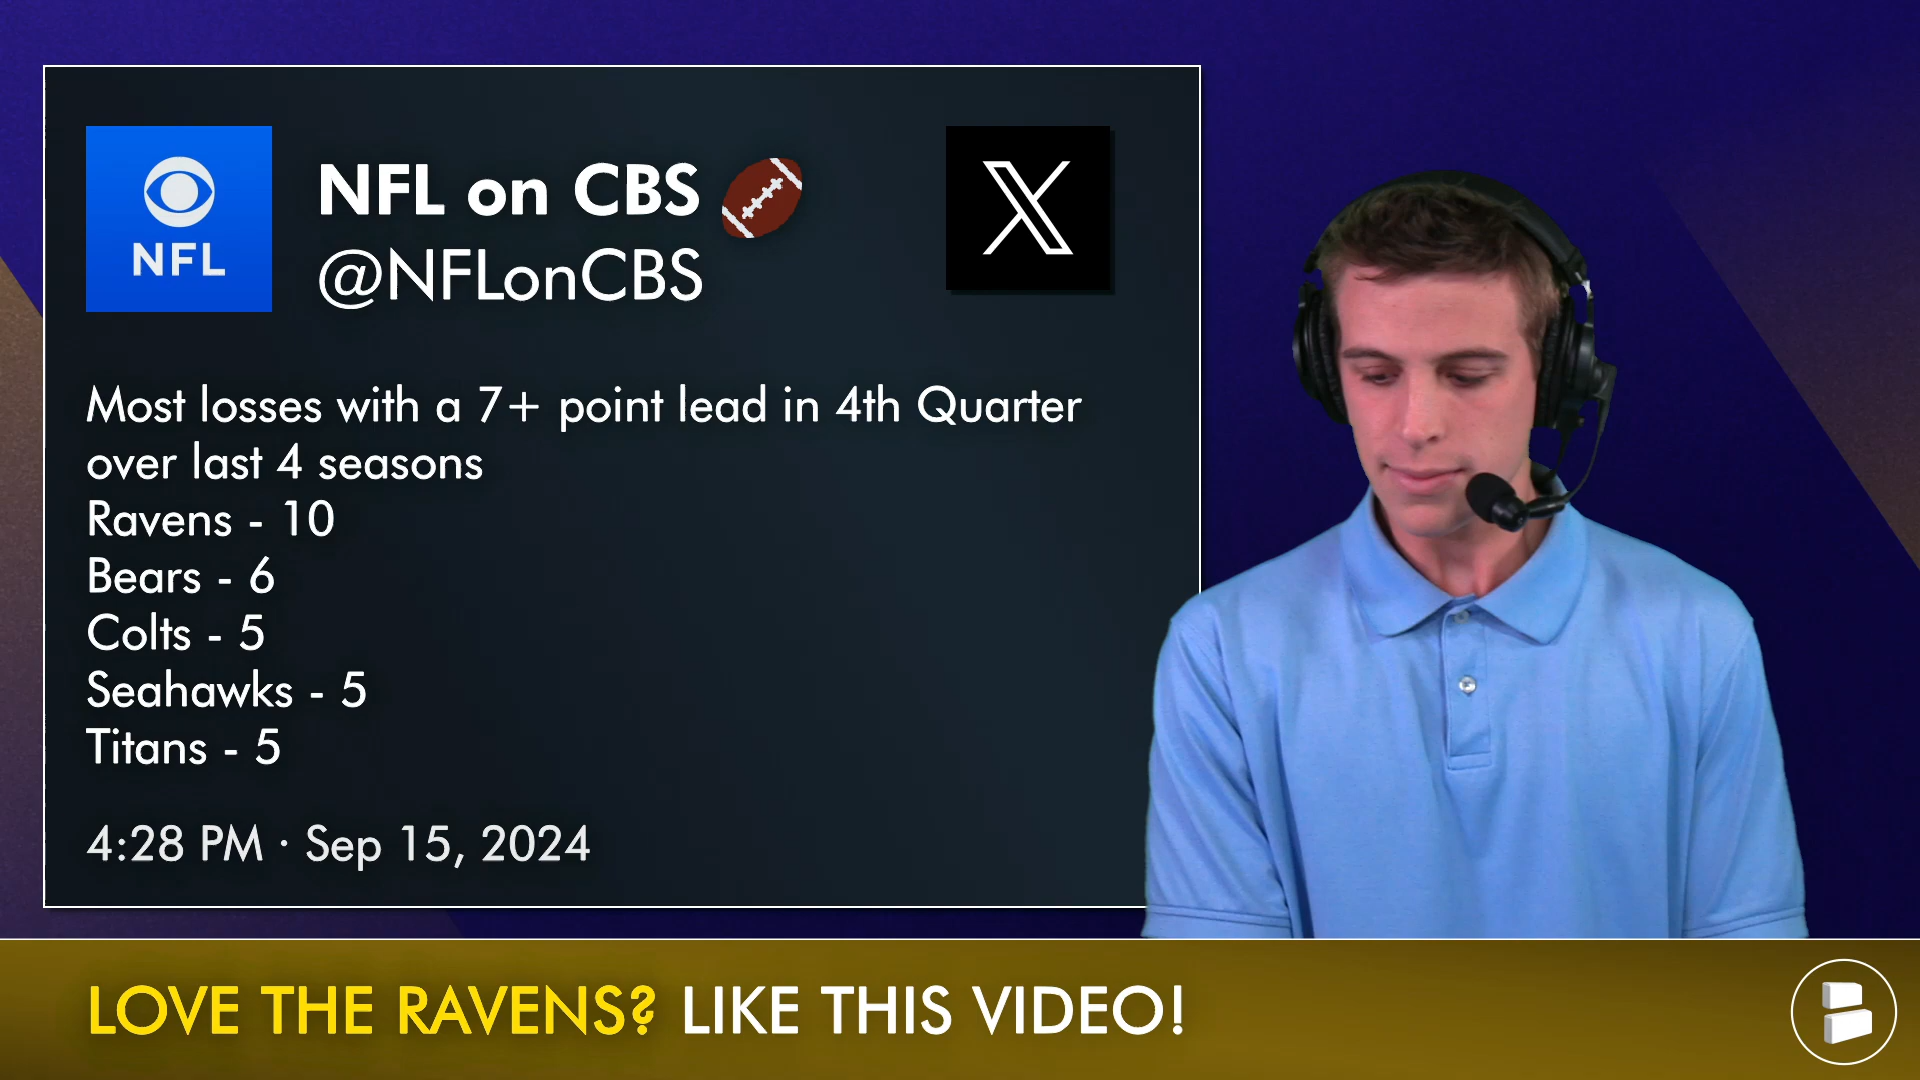 NFL
NFL on CBS 🏈
@NFLonCBS
X
Most losses with a 7+ point lead in 4th Quarter
over last 4 seasons
Ravens - 10
Bears - 6
Colts - 5
Seahawks - 5
Titans - 5
4:28 PM · Sep 15, 2024
LOVE THE RAVENS? LIKE THIS VIDEO!